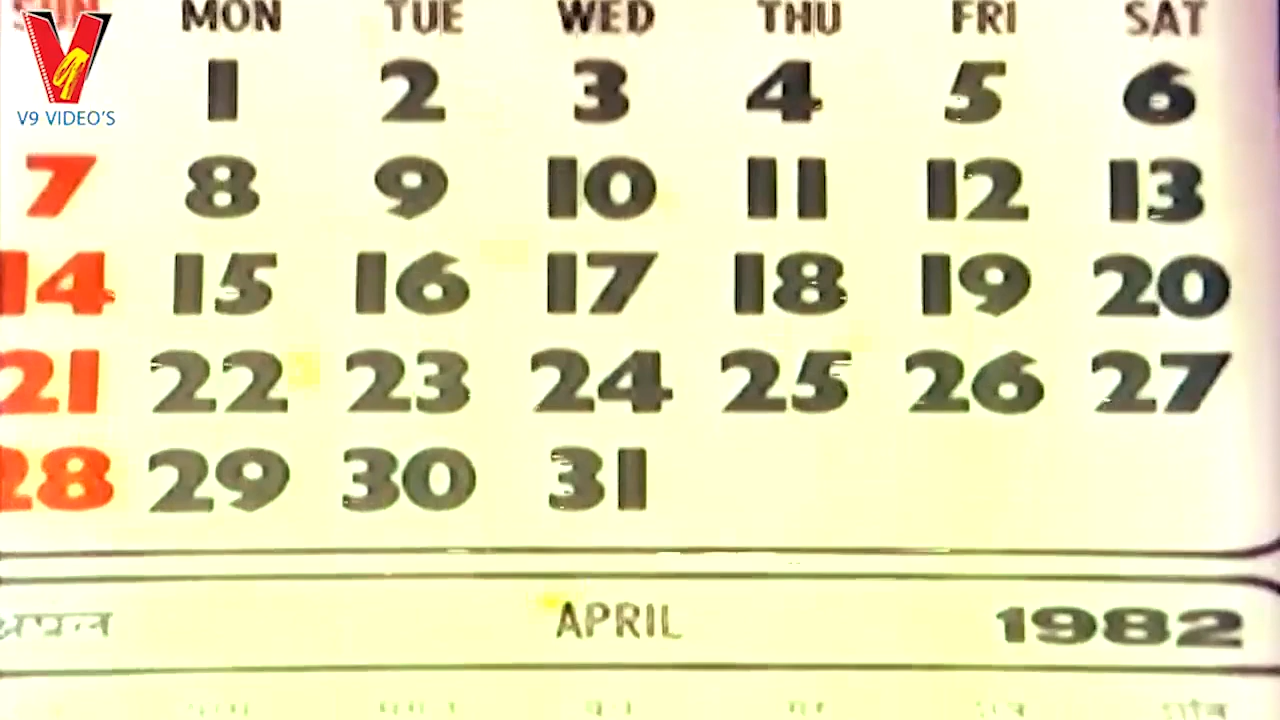 SUN MON TUE WED THU FRI SAT
V9 VIDEO'S
1 2 3 4 5 6
7 8 9 10 11 12 13
14 15 16 17 18 19 20
21 22 23 24 25 26 27
28 29 30 31
APRIL 1982